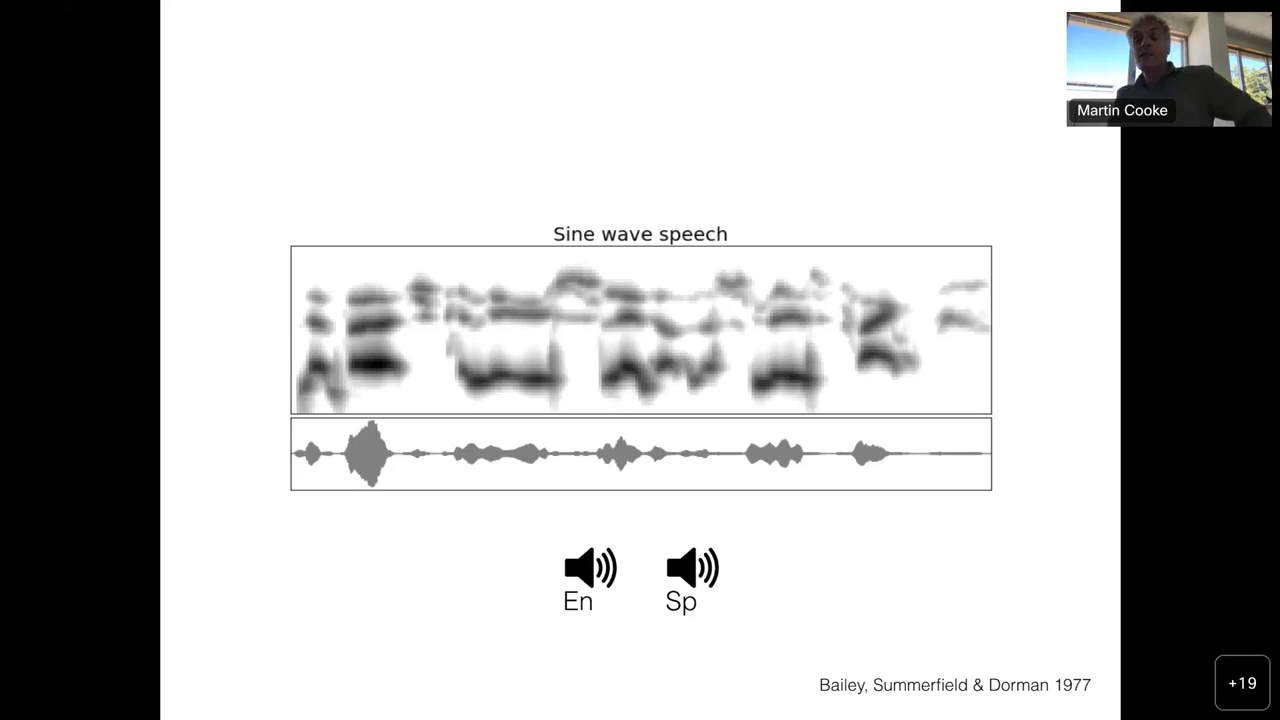 Martin Cooke
Sine wave speech
En
Sp
Bailey, Summerfield & Dorman 1977
+19